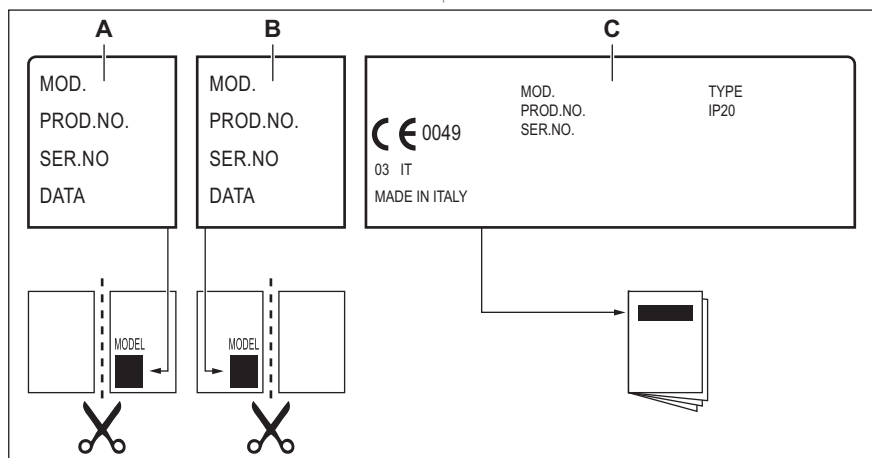 A
B
C
MOD.
PROD.NO.
SER.NO
DATA
MOD.
PROD.NO.
SER.NO
DATA
MOD.
PROD.NO.
SER.NO.
TYPE
IP20
CE 0049
03 IT
MADE IN ITALY
MODEL
MODEL